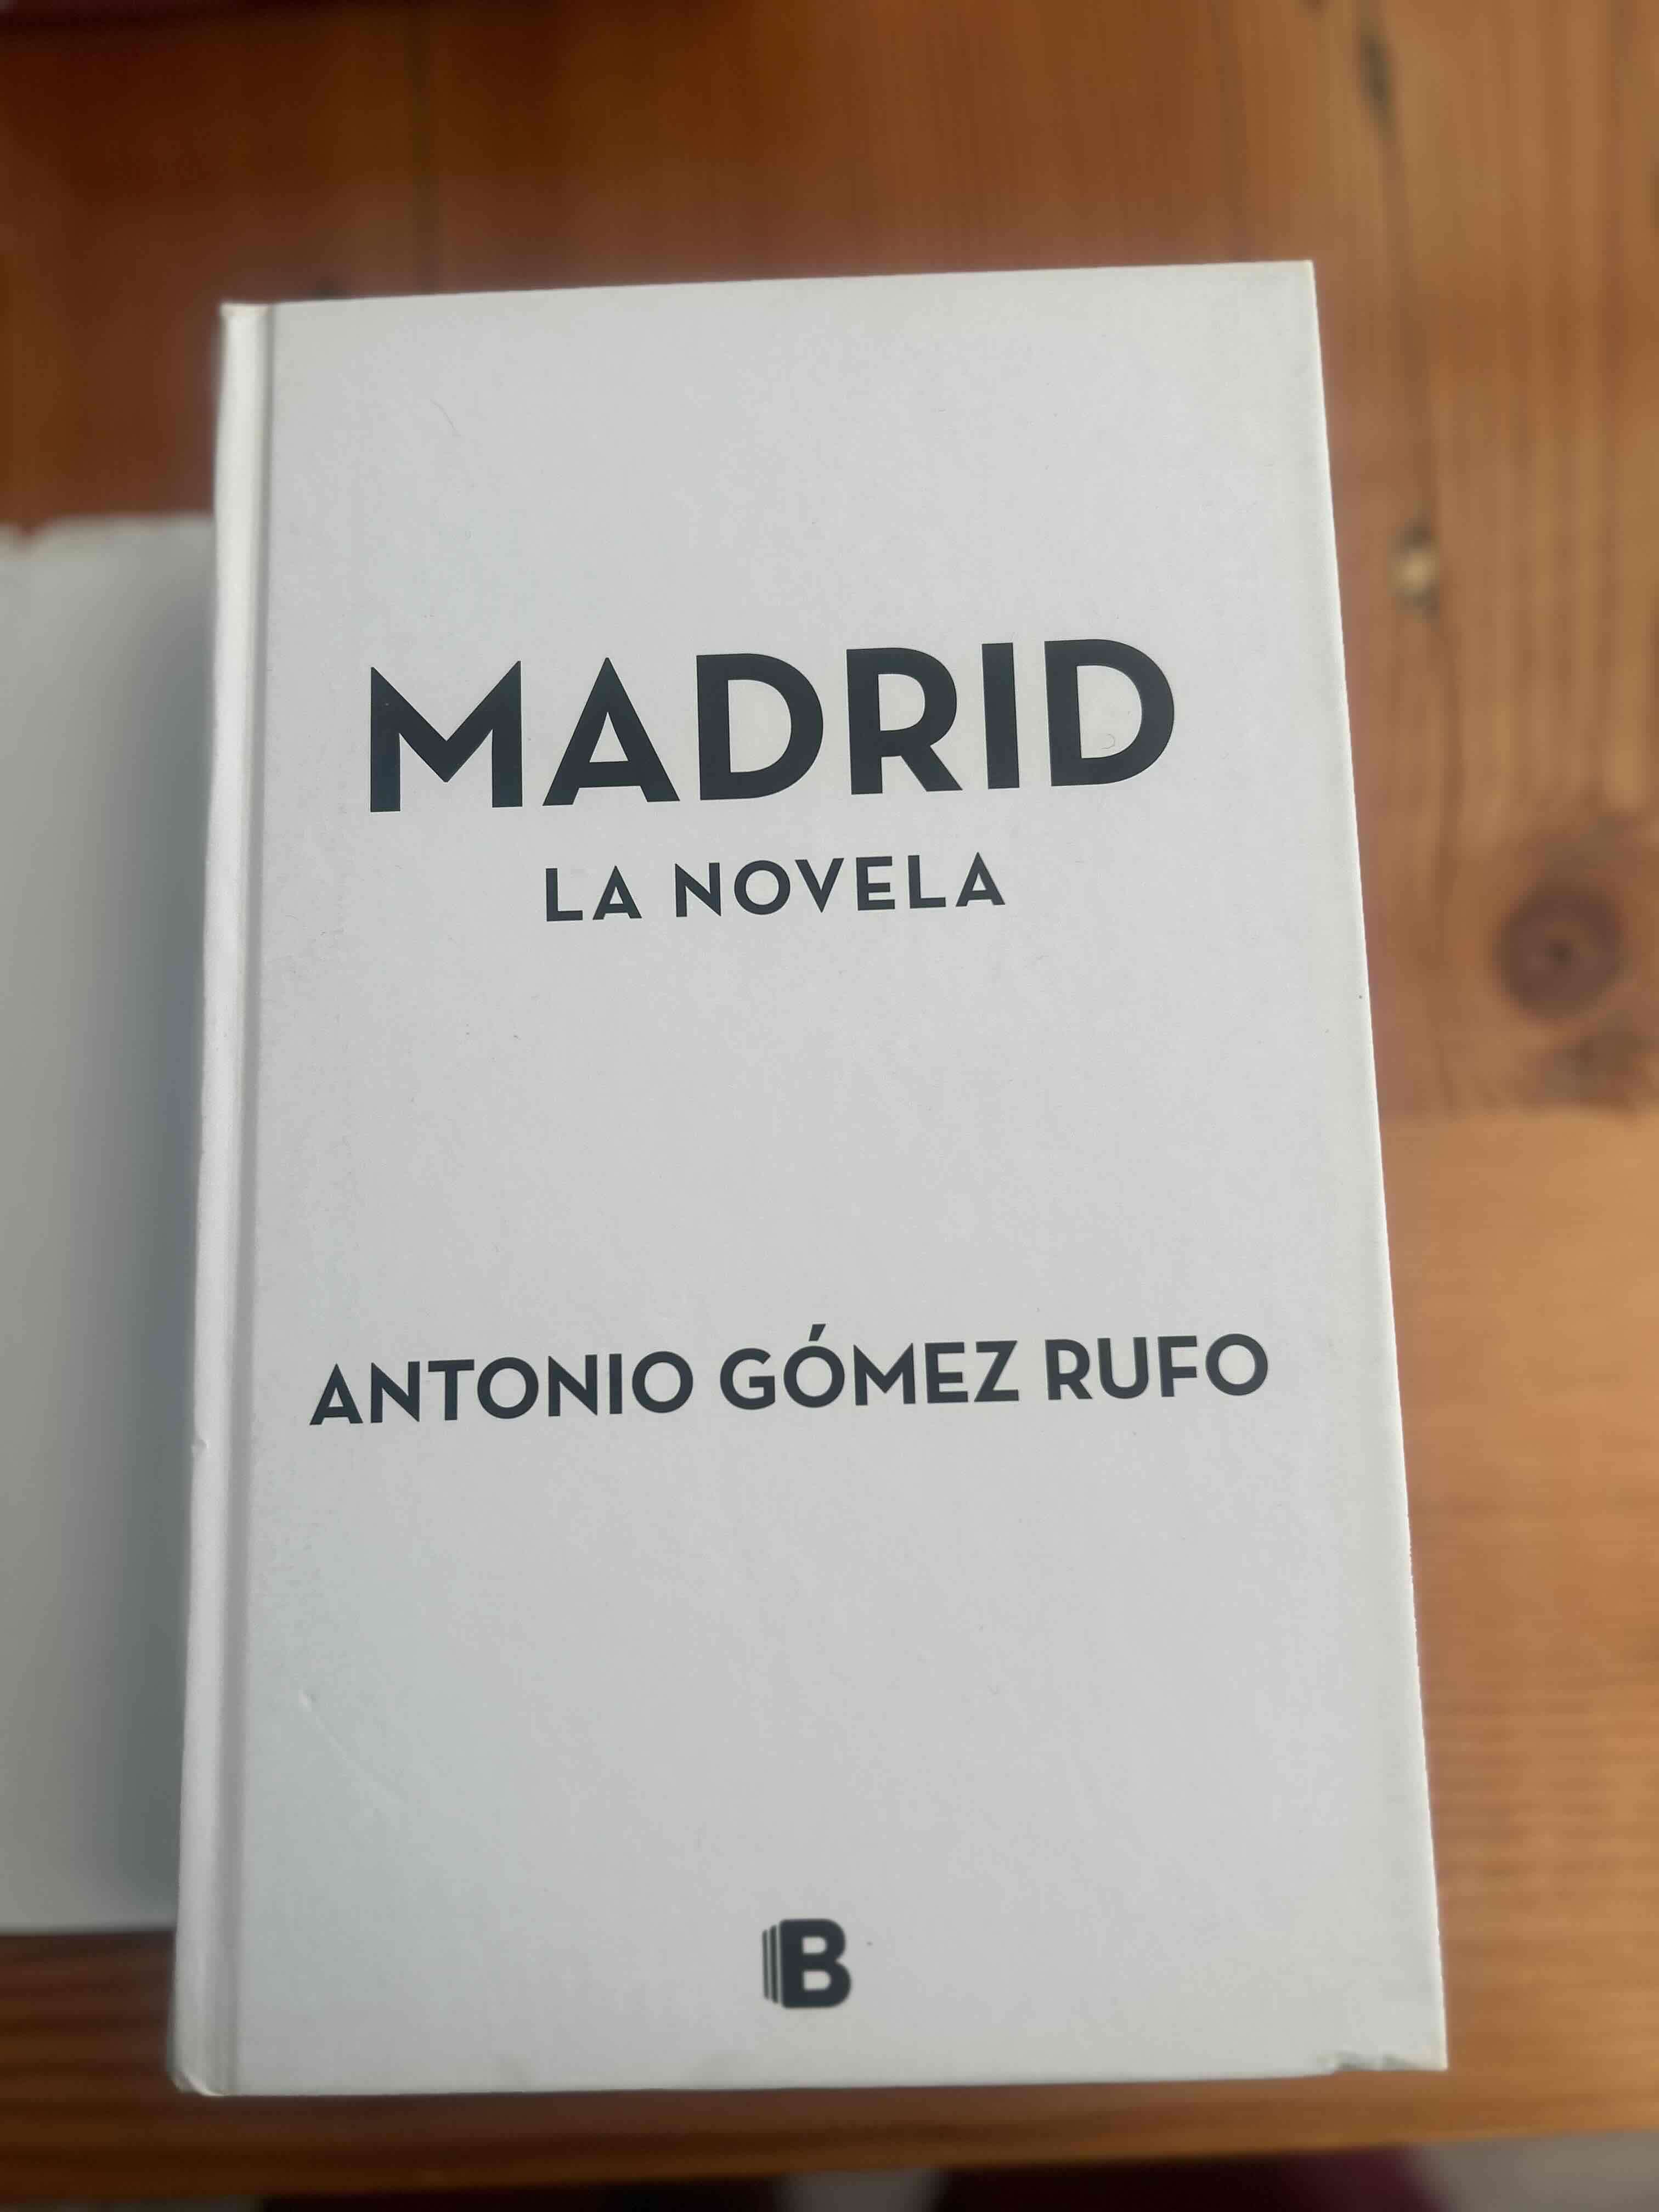 MADRID
LA NOVELA
ANTONIO GÓMEZ RUFO
B